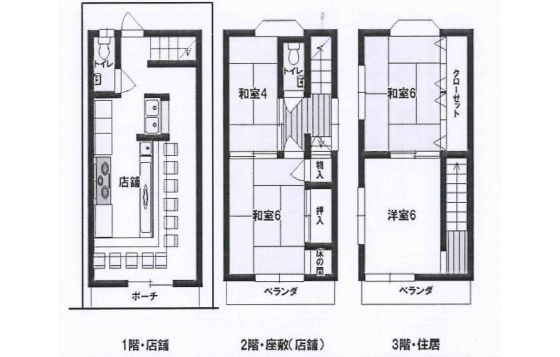 トイレ
店舗
ポーチ
1階・店舗
和室4
トイレ
物入
和室6
押入
床の間
ベランダ
2階・座敷(店舗)
和室6
クローゼット
洋室6
ベランダ
3階・住居